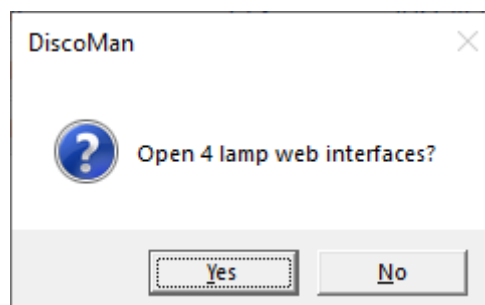 DiscoMan
Open 4 lamp web interfaces?
Yes
No